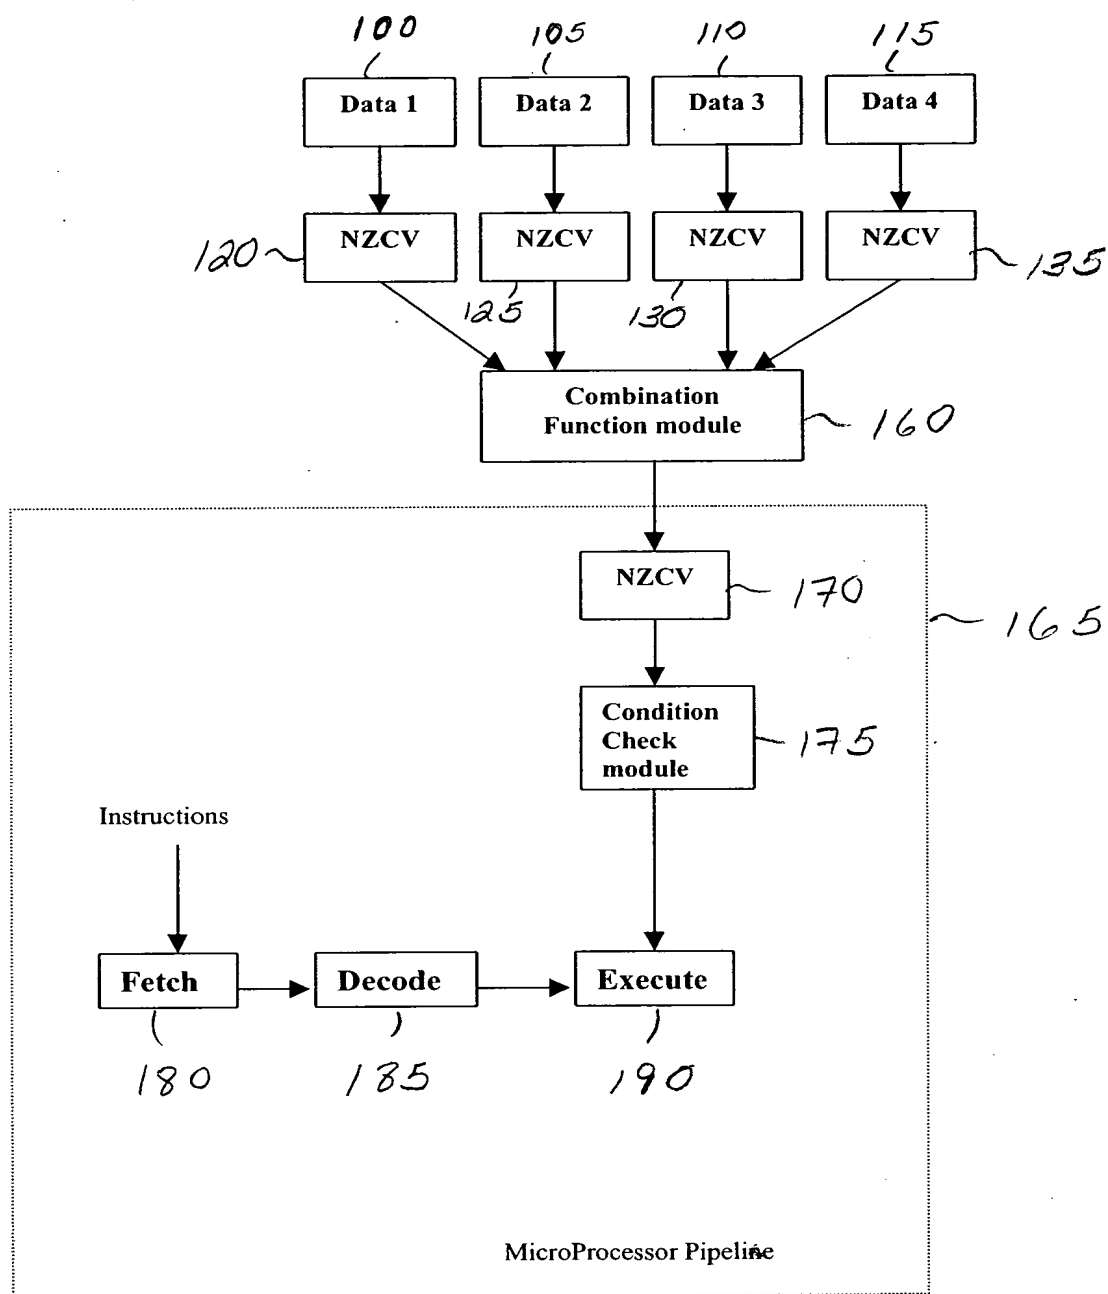 100 105 110 115
Data 1 Data 2 Data 3 Data 4
NZCV NZCV NZCV NZCV
120 135
125 130
Combination
Function module
160
NZCV
170
165
Condition
Check
module
175
Instructions
Fetch Decode Execute
180 185 190
MicroProcessor Pipeline